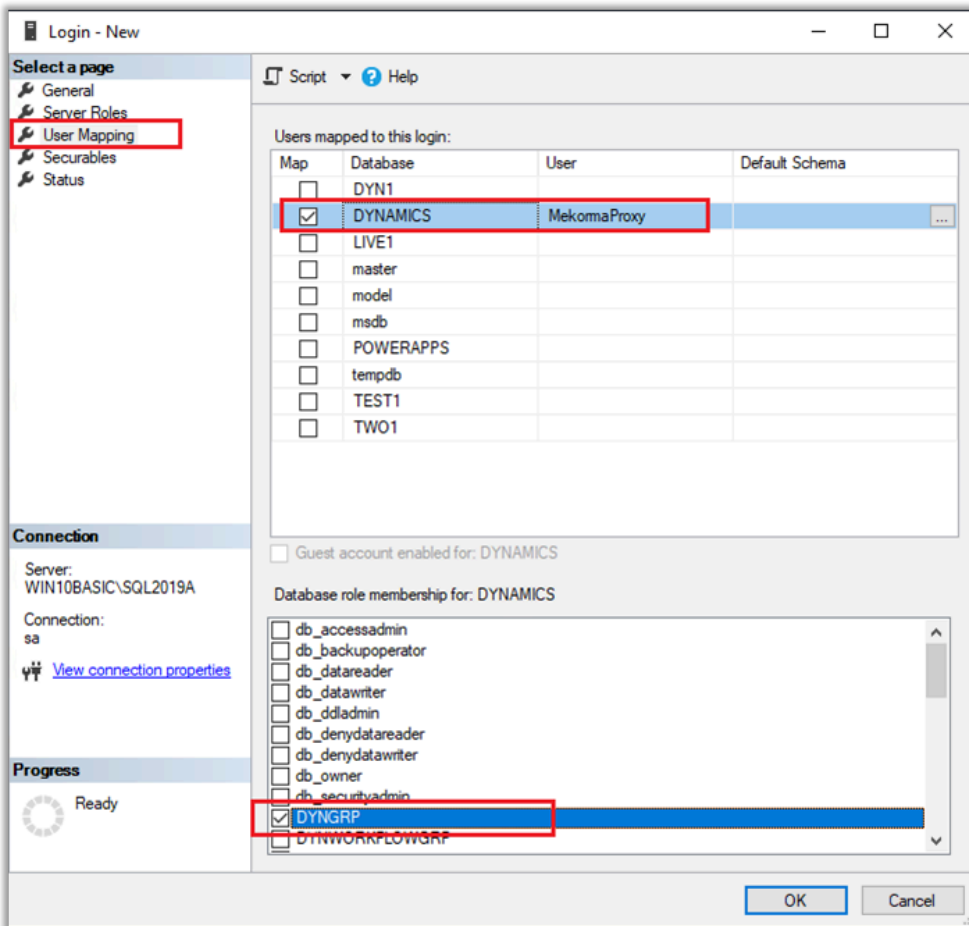 Login - New
Select a page
General
Server Roles
User Mapping
Securables
Status
Script
Help
Users mapped to this login:
Map Database User Default Schema
DYN1
DYNAMICS MekormaProxy ...
LIVE1
master
model
msdb
POWERAPPS
tempdb
TEST1
TWO1
Guest account enabled for: DYNAMICS
Database role membership for: DYNAMICS
db_accessadmin
db_backupoperator
db_datareader
db_datawriter
db_ddladmin
db_denydatareader
db_denydatawriter
db_owner
db_securityadmin
DYNGRP
DYNWORKFLOWGRP
Connection
Server:
WIN10BASIC\SQL2019A
Connection:
sa
View connection properties
Progress
Ready
OK Cancel